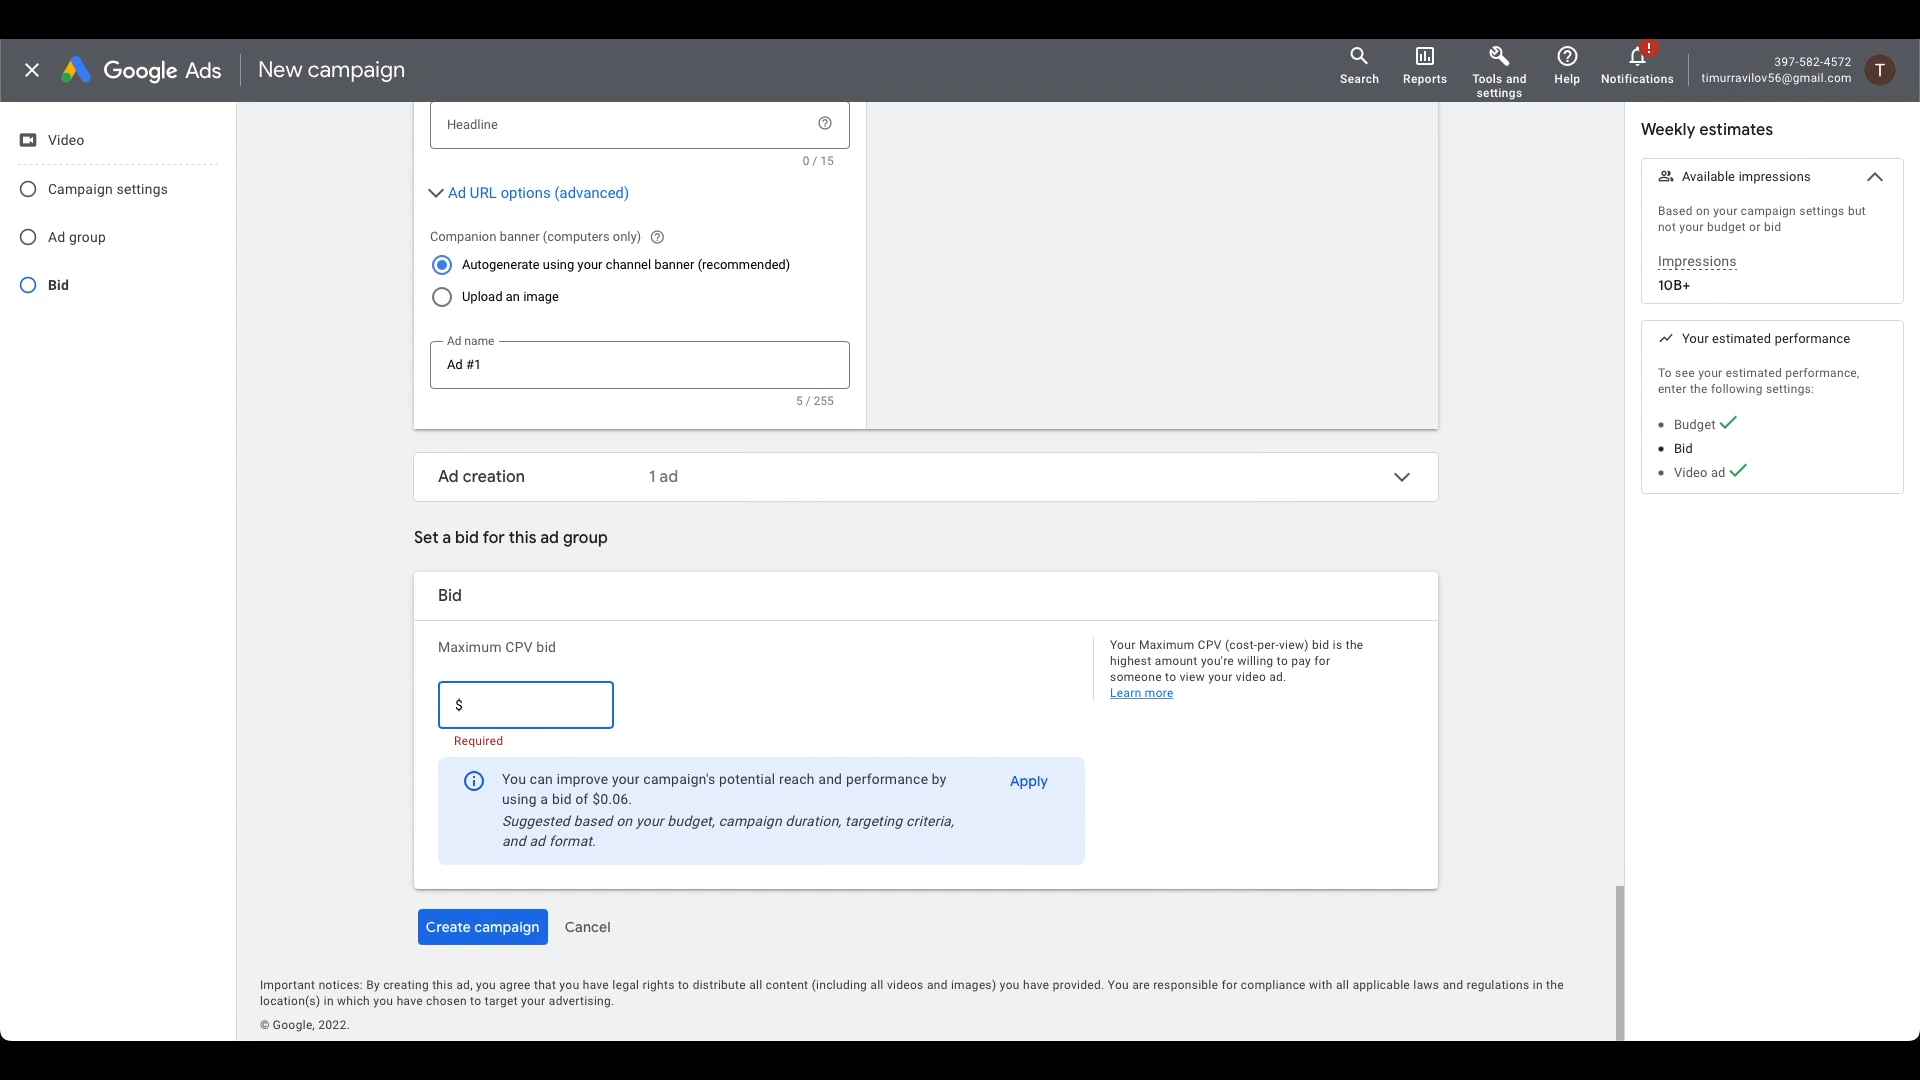 Google Ads
New campaign
Search
Reports
Tools and
settings
Help
!
Notifications
397-582-4572
timurravilov56@gmail.com
T
Video
Campaign settings
Ad group
Bid
Headline
0 / 15
Ad URL options (advanced)
Companion banner (computers only)
Autogenerate using your channel banner (recommended)
Upload an image
Ad name
Ad #1
5 / 255
Ad creation
1 ad
Set a bid for this ad group
Bid
Maximum CPV bid
$
Required
You can improve your campaign's potential reach and performance by
using a bid of $0.06.
Suggested based on your budget, campaign duration, targeting criteria,
and ad format.
Apply
Your Maximum CPV (cost-per-view) bid is the
highest amount you're willing to pay for
someone to view your video ad.
Learn more
Create campaign
Cancel
Important notices: By creating this ad, you agree that you have legal rights to distribute all content (including all videos and images) you have provided. You are responsible for compliance with all applicable laws and regulations in the
location(s) in which you have chosen to target your advertising.
© Google, 2022.
Weekly estimates
Available impressions
Based on your campaign settings but
not your budget or bid
Impressions
10B+
Your estimated performance
To see your estimated performance,
enter the following settings:
• Budget
• Bid
• Video ad